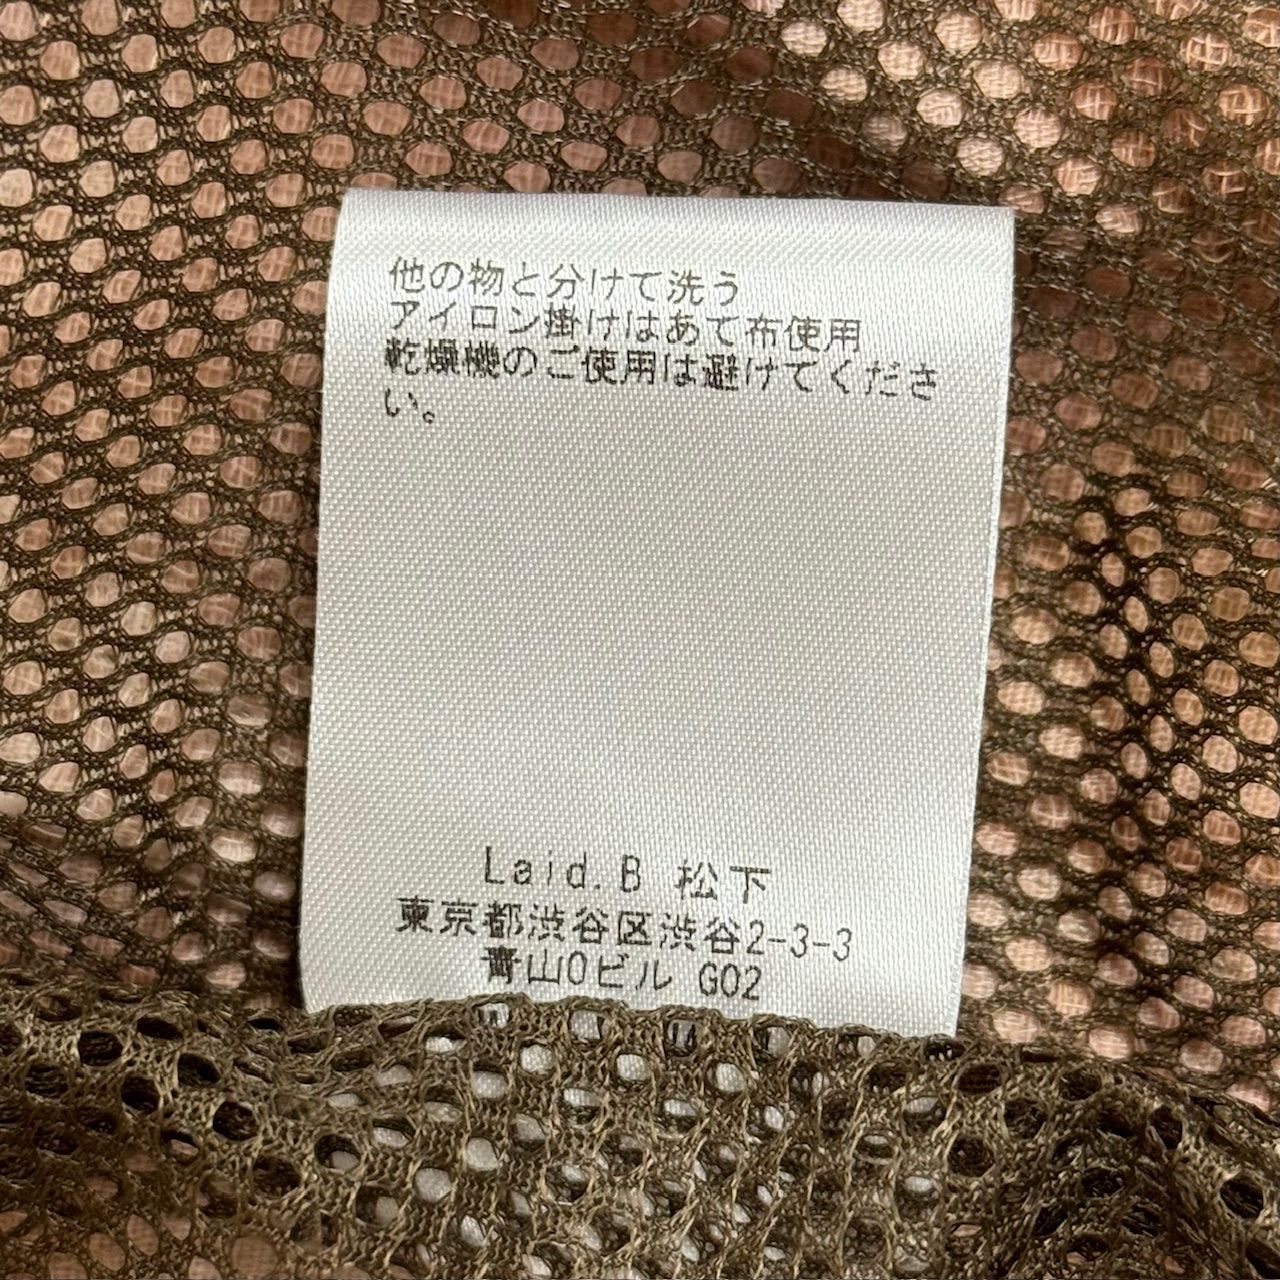 他の物と分けて洗う
アイロン掛けはあて布使用
乾燥機のご使用は避けてくださ
い。
Laid.B 松下
東京都渋谷区渋谷2-3-3
青山Oビル G02